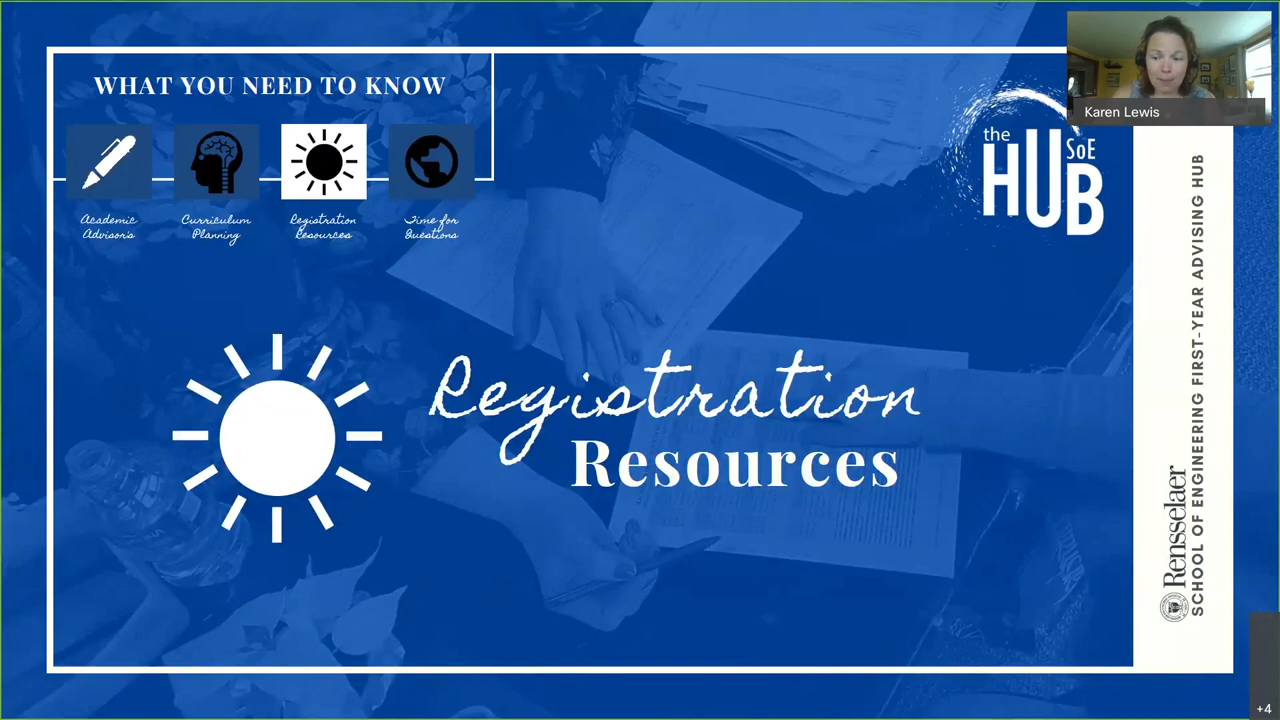 WHAT YOU NEED TO KNOW
Academic
Advisors
Curriculum
Planning
Registration
Resources
Time for
Questions
the
HUB
SoE
Karen Lewis
Registration
Resources
Rensselaer
SCHOOL OF ENGINEERING FIRST-YEAR ADVISING HUB
+4